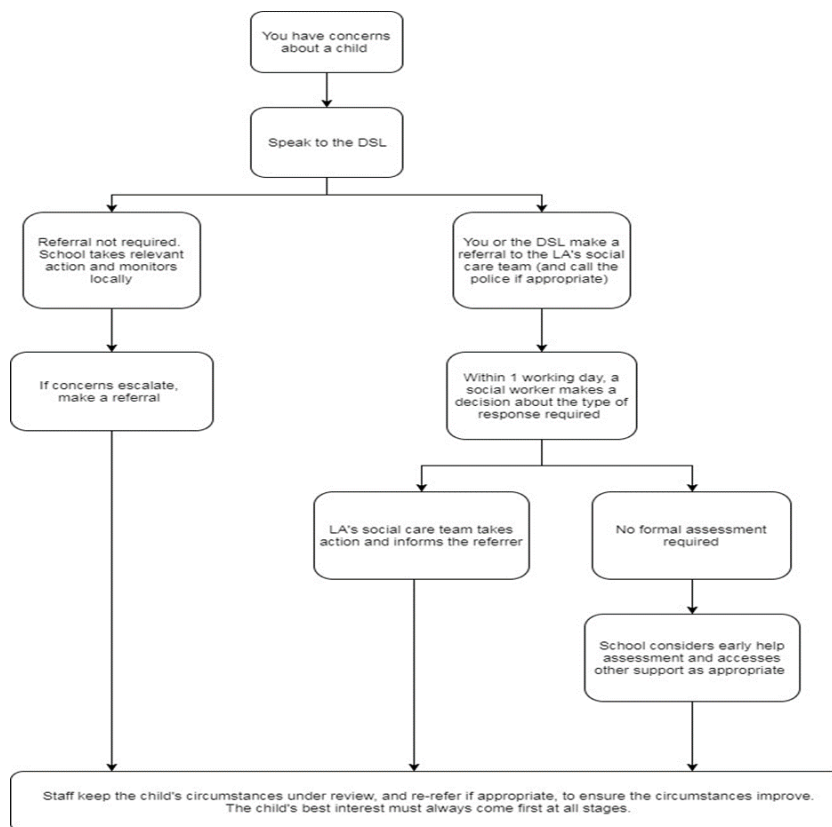 You have concerns
about a child
Speak to the DSL
Referral not required.
School takes relevant
action and monitors
locally
You or the DSL make a
referral to the LA's social
care team (and call the
police if appropriate)
If concerns escalate,
make a referral
Within 1 working day, a
social worker makes a
decision about the type of
response required
LA's social care team takes
action and informs the referrer
No formal assessment
required
School considers early help
assessment and accesses
other support as appropriate
Staff keep the child's circumstances under review, and re-refer if appropriate, to ensure the circumstances improve.
The child's best interest must always come first at all stages.